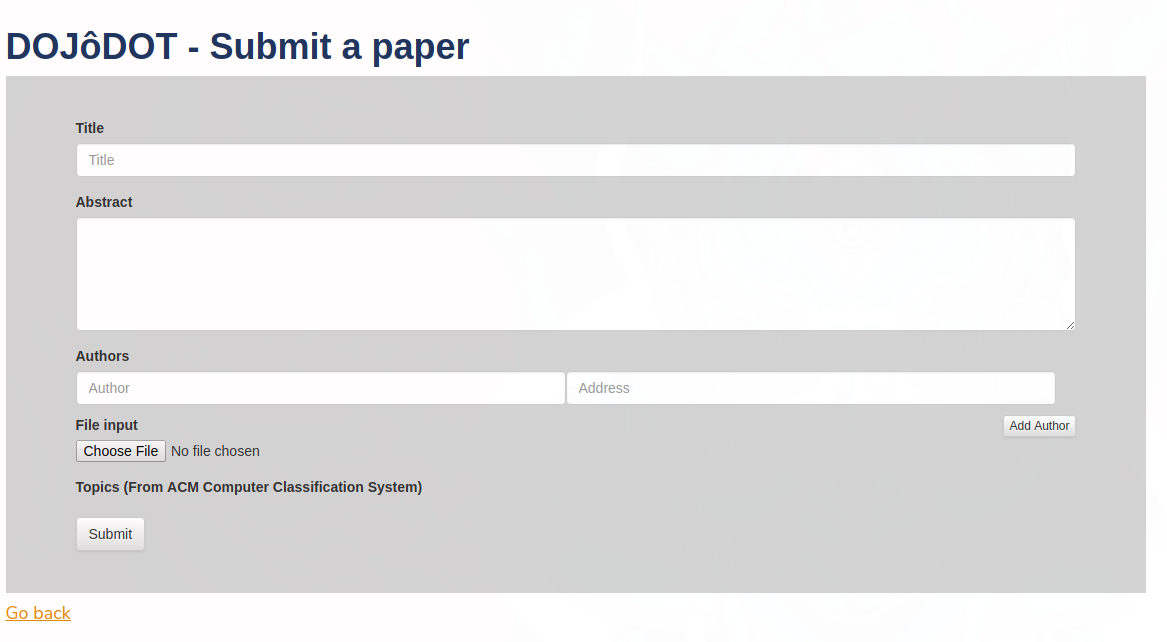 DOJôDOT - Submit a paper
Title
Title
Abstract
Authors
Author Address
File input Add Author
Choose File No file chosen
Topics (From ACM Computer Classification System)
Submit
Go back